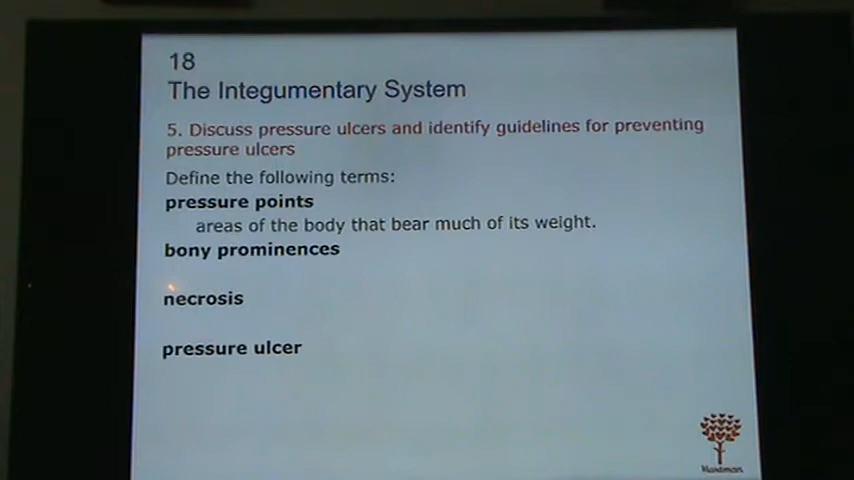 18
The Integumentary System
5. Discuss pressure ulcers and identify guidelines for preventing
pressure ulcers
Define the following terms:
pressure points
areas of the body that bear much of its weight.
bony prominences
necrosis
pressure ulcer
Hartman